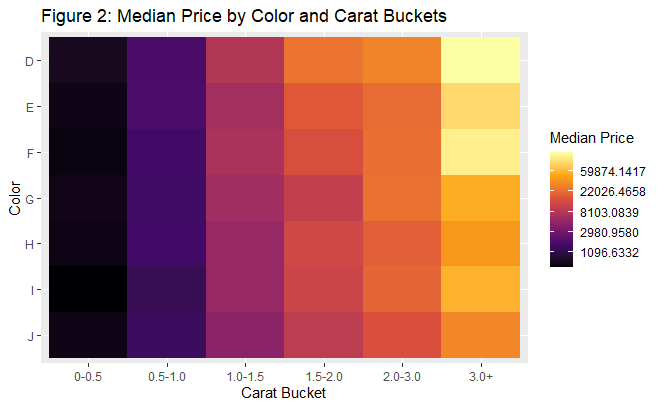 Figure 2: Median Price by Color and Carat Buckets
D
E
F
G
H
I
J
Color
0-0.5
0.5-1.0
1.0-1.5
1.5-2.0
2.0-3.0
3.0+
Carat Bucket
Median Price
59874.1417
22026.4658
8103.0839
2980.9580
1096.6332